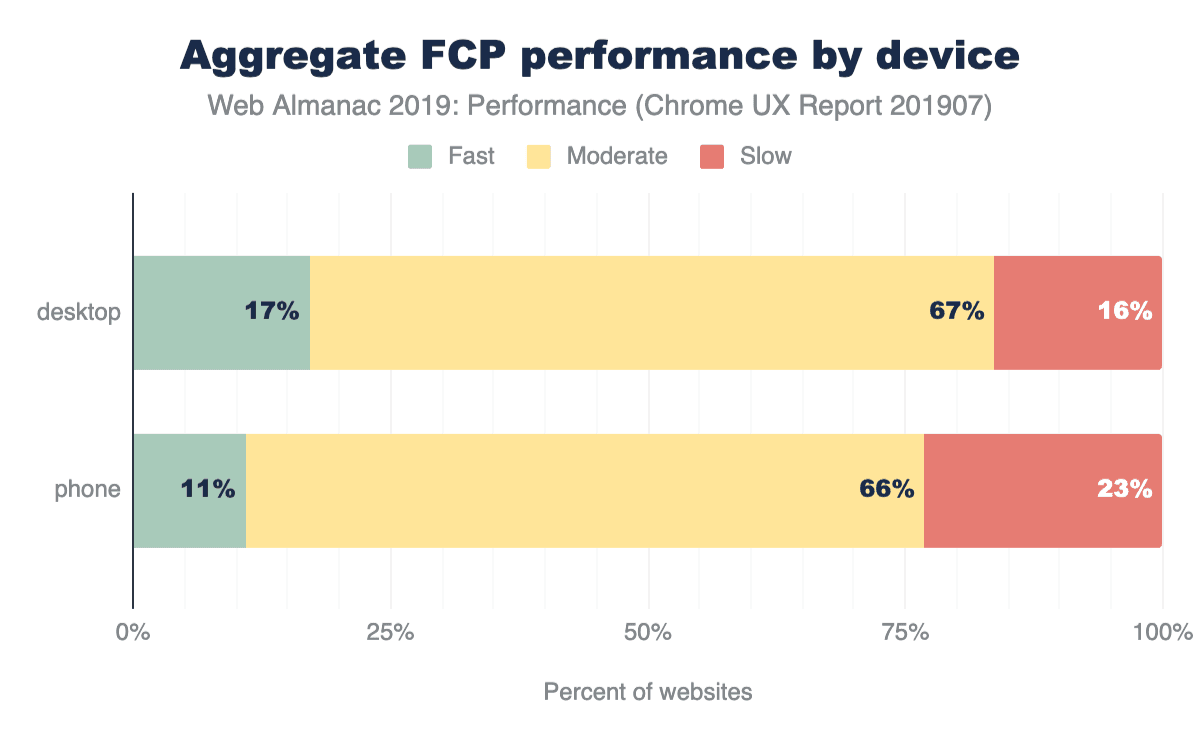 Aggregate FCP performance by device
Web Almanac 2019: Performance (Chrome UX Report 201907)
Fast Moderate Slow
desktop 17% 67% 16%
phone 11% 66% 23%
0% 25% 50% 75% 100%
Percent of websites